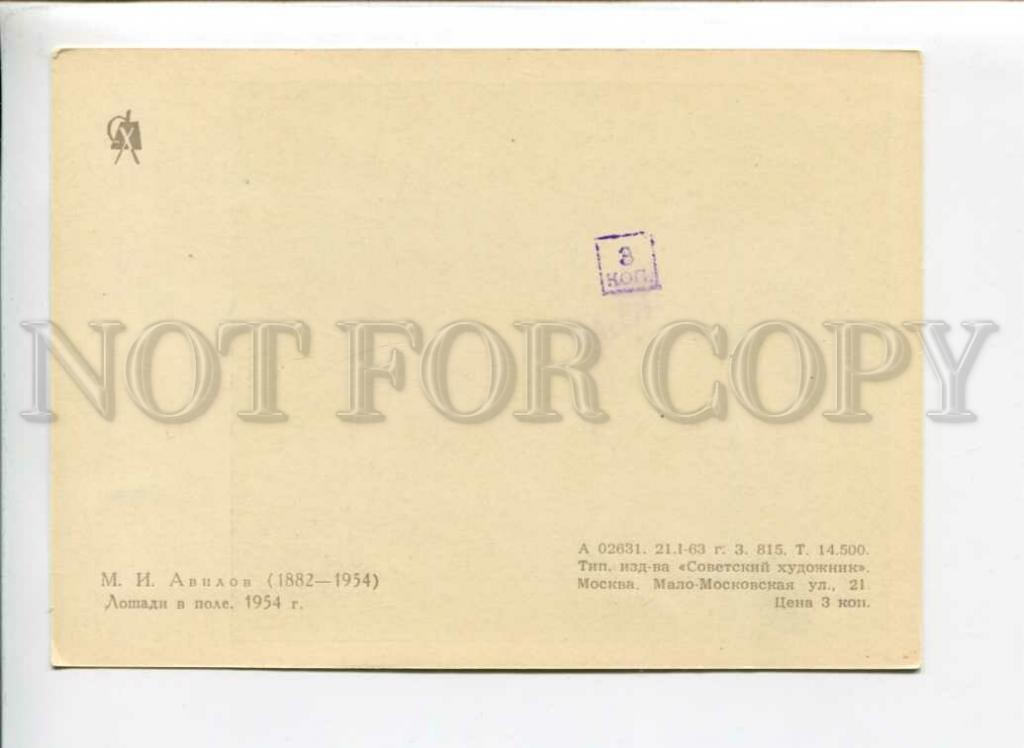 СХ
3
КОП.
NOT FOR COPY
М. И. Авилов (1882—1954)
Лошади в поле. 1954 г.
А 02631. 21.I-63 г. З. 815. Т. 14.500.
Тип. изд-ва «Советский художник».
Москва. Мало-Московская ул., 21.
Цена 3 коп.